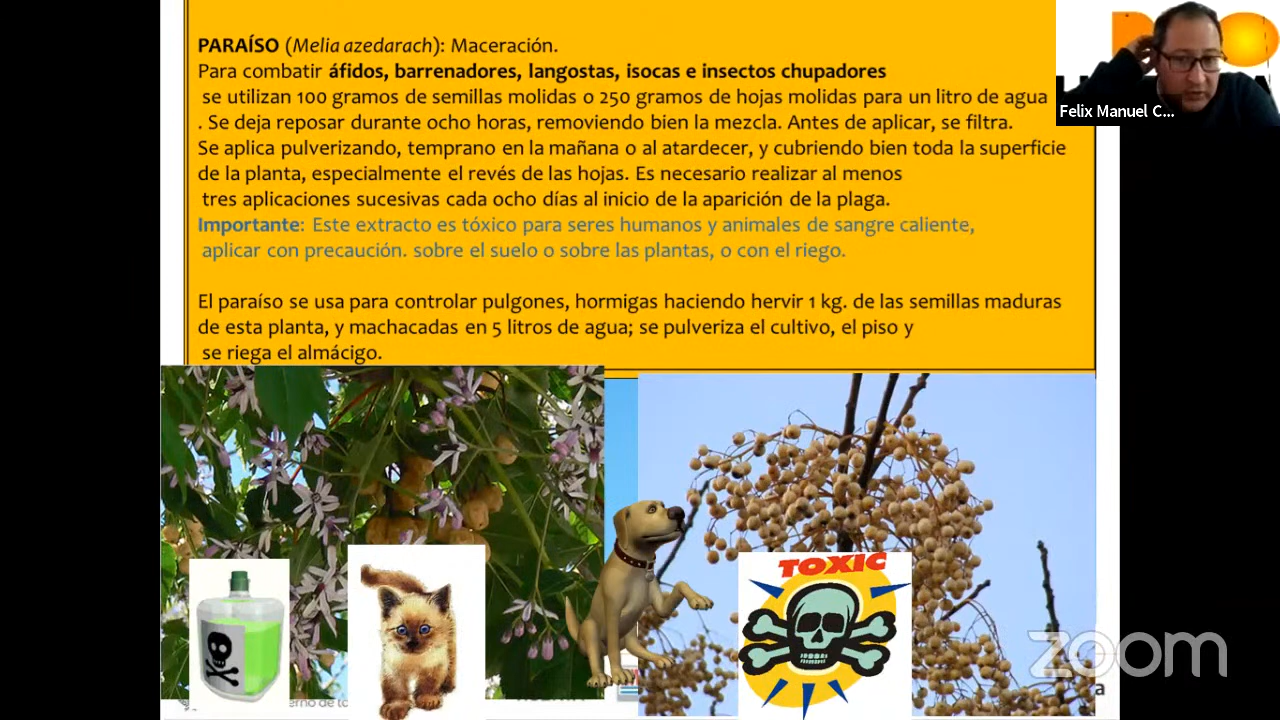 PARAÍSO (Melia azedarach): Maceración.
Para combatir áfidos, barrenadores, langostas, isocas e insectos chupadores
se utilizan 100 gramos de semillas molidas o 250 gramos de hojas molidas para un litro de agua
. Se deja reposar durante ocho horas, removiendo bien la mezcla. Antes de aplicar, se filtra.
Se aplica pulverizando, temprano en la mañana o al atardecer, y cubriendo bien toda la superficie
de la planta, especialmente el revés de las hojas. Es necesario realizar al menos
tres aplicaciones sucesivas cada ocho días al inicio de la aparición de la plaga.
Importante: Este extracto es tóxico para seres humanos y animales de sangre caliente,
aplicar con precaución. sobre el suelo o sobre las plantas, o con el riego.
El paraíso se usa para controlar pulgones, hormigas haciendo hervir 1 kg. de las semillas maduras
de esta planta, y machacadas en 5 litros de agua; se pulveriza el cultivo, el piso y
se riega el almácigo.
Felix Manuel C...
TOXIC
zoom